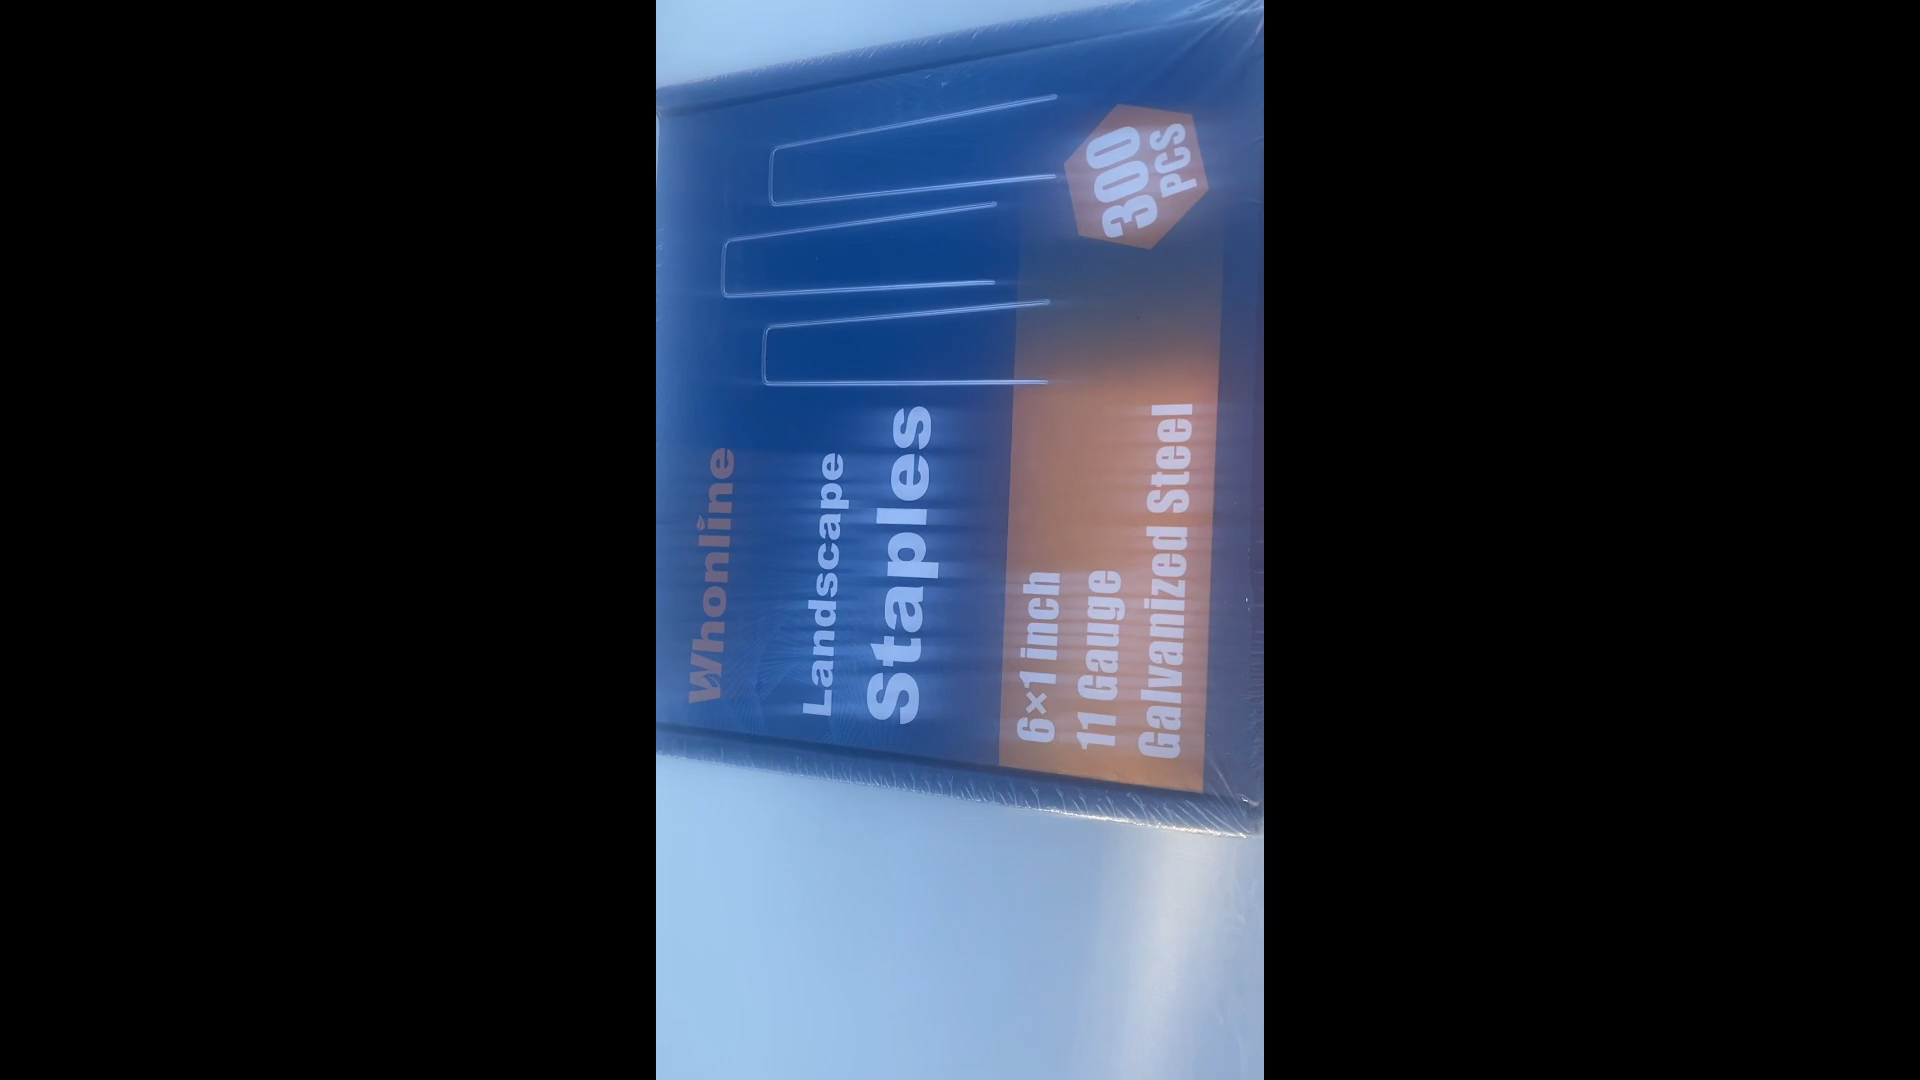 Whonline
Landscape
Staples
6×1 inch
11 Gauge
Galvanized Steel
300
PCS